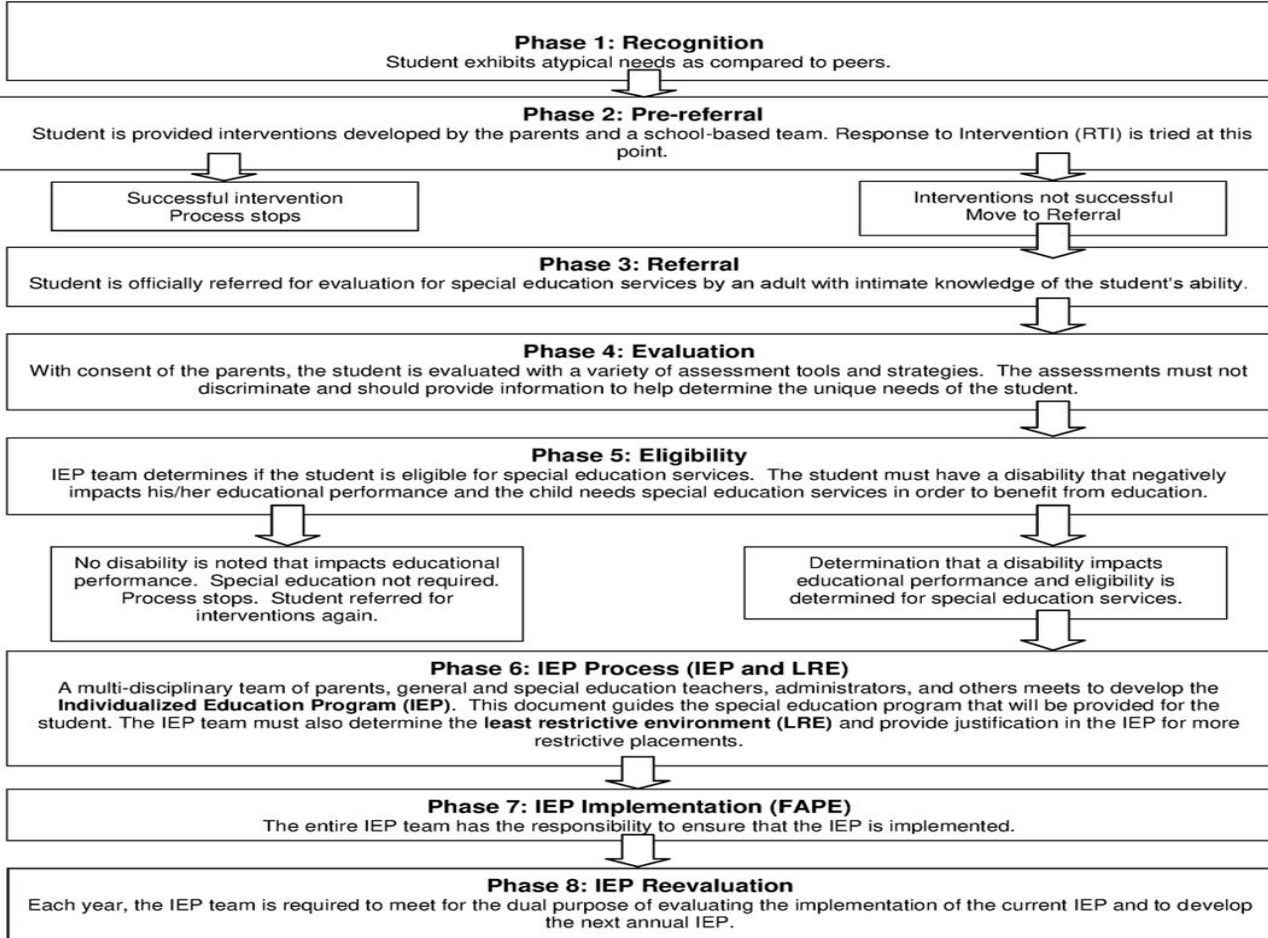 Phase 1: Recognition
Student exhibits atypical needs as compared to peers.
Phase 2: Pre-referral
Student is provided interventions developed by the parents and a school-based team. Response to Intervention (RTI) is tried at this
point.
Successful intervention
Process stops
Interventions not successful
Move to Referral
Phase 3: Referral
Student is officially referred for evaluation for special education services by an adult with intimate knowledge of the student's ability.
Phase 4: Evaluation
With consent of the parents, the student is evaluated with a variety of assessment tools and strategies. The assessments must not
discriminate and should provide information to help determine the unique needs of the student.
Phase 5: Eligibility
IEP team determines if the student is eligible for special education services. The student must have a disability that negatively
impacts his/her educational performance and the child needs special education services in order to benefit from education.
No disability is noted that impacts educational
performance. Special education not required.
Process stops. Student referred for
interventions again.
Determination that a disability impacts
educational performance and eligibility is
determined for special education services.
Phase 6: IEP Process (IEP and LRE)
A multi-disciplinary team of parents, general and special education teachers, administrators, and others meets to develop the
Individualized Education Program (IEP). This document guides the special education program that will be provided for the
student. The IEP team must also determine the least restrictive environment (LRE) and provide justification in the IEP for more
restrictive placements.
Phase 7: IEP Implementation (FAPE)
The entire IEP team has the responsibility to ensure that the IEP is implemented.
Phase 8: IEP Reevaluation
Each year, the IEP team is required to meet for the dual purpose of evaluating the implementation of the current IEP and to develop
the next annual IEP.